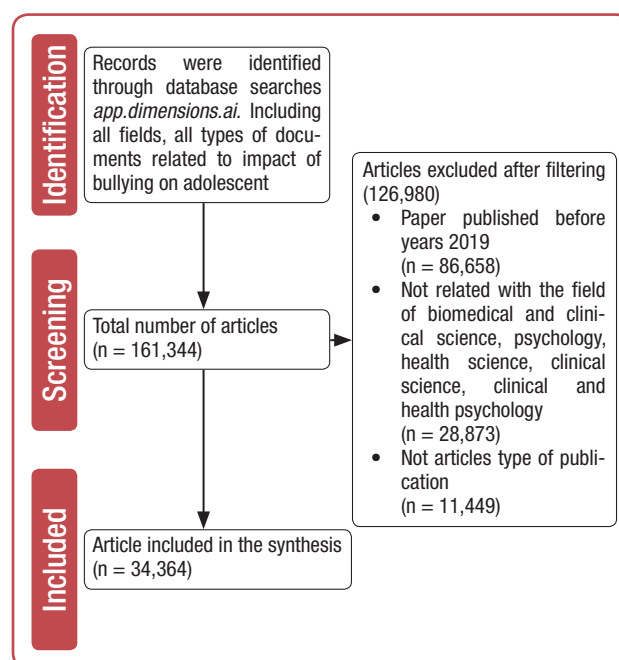 Identification
Records were identified
through database searches
app.dimensions.ai. Including
all fields, all types of docu-
ments related to impact of
bullying on adolescent
Screening
Total number of articles
(n = 161,344)
Articles excluded after filtering
(126,980)
• Paper published before
years 2019
(n = 86,658)
• Not related with the field
of biomedical and clini-
cal science, psychology,
health science, clinical
science, clinical and
health psychology
(n = 28,873)
• Not articles type of publi-
cation
(n = 11,449)
Included
Article included in the synthesis
(n = 34,364)